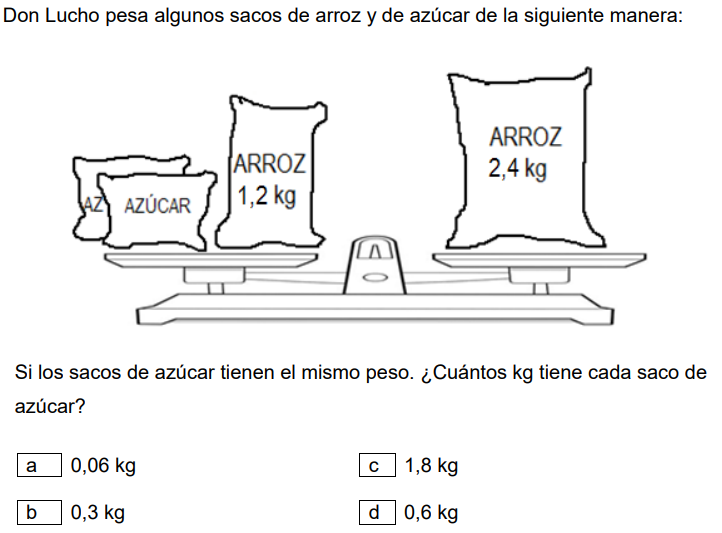 Don Lucho pesa algunos sacos de arroz y de azúcar de la siguiente manera:
AZ
AZÚCAR
ARROZ
1,2 kg
ARROZ
2,4 kg
Si los sacos de azúcar tienen el mismo peso. ¿Cuántos kg tiene cada saco de
azúcar?
a 0,06 kg
c 1,8 kg
b 0,3 kg
d 0,6 kg